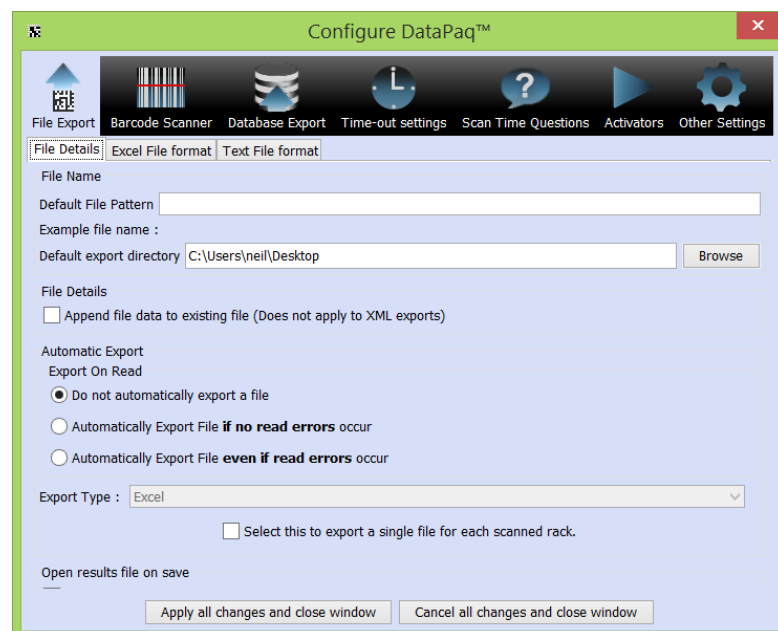 Configure DataPaq™
File Export Barcode Scanner Database Export Time-out settings Scan Time Questions Activators Other Settings
File Details Excel File format Text File format
File Name
Default File Pattern
Example file name :
Default export directory C:\Users\neil\Desktop Browse
File Details
Append file data to existing file (Does not apply to XML exports)
Automatic Export
Export On Read
Do not automatically export a file
Automatically Export File if no read errors occur
Automatically Export File even if read errors occur
Export Type : Excel
Select this to export a single file for each scanned rack.
Open results file on save
Apply all changes and close window Cancel all changes and close window